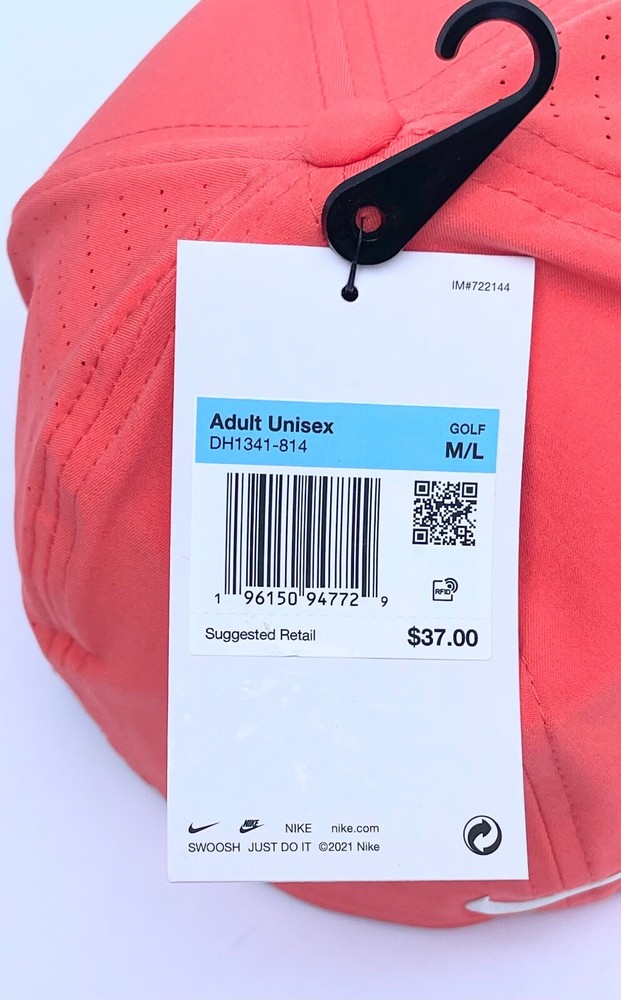 IM#722144
Adult Unisex
DH1341-814
GOLF
M/L
1 96150 94772 9
RFID
Suggested Retail
$37.00
NIKE
NIKE nike.com
SWOOSH JUST DO IT ©2021 Nike